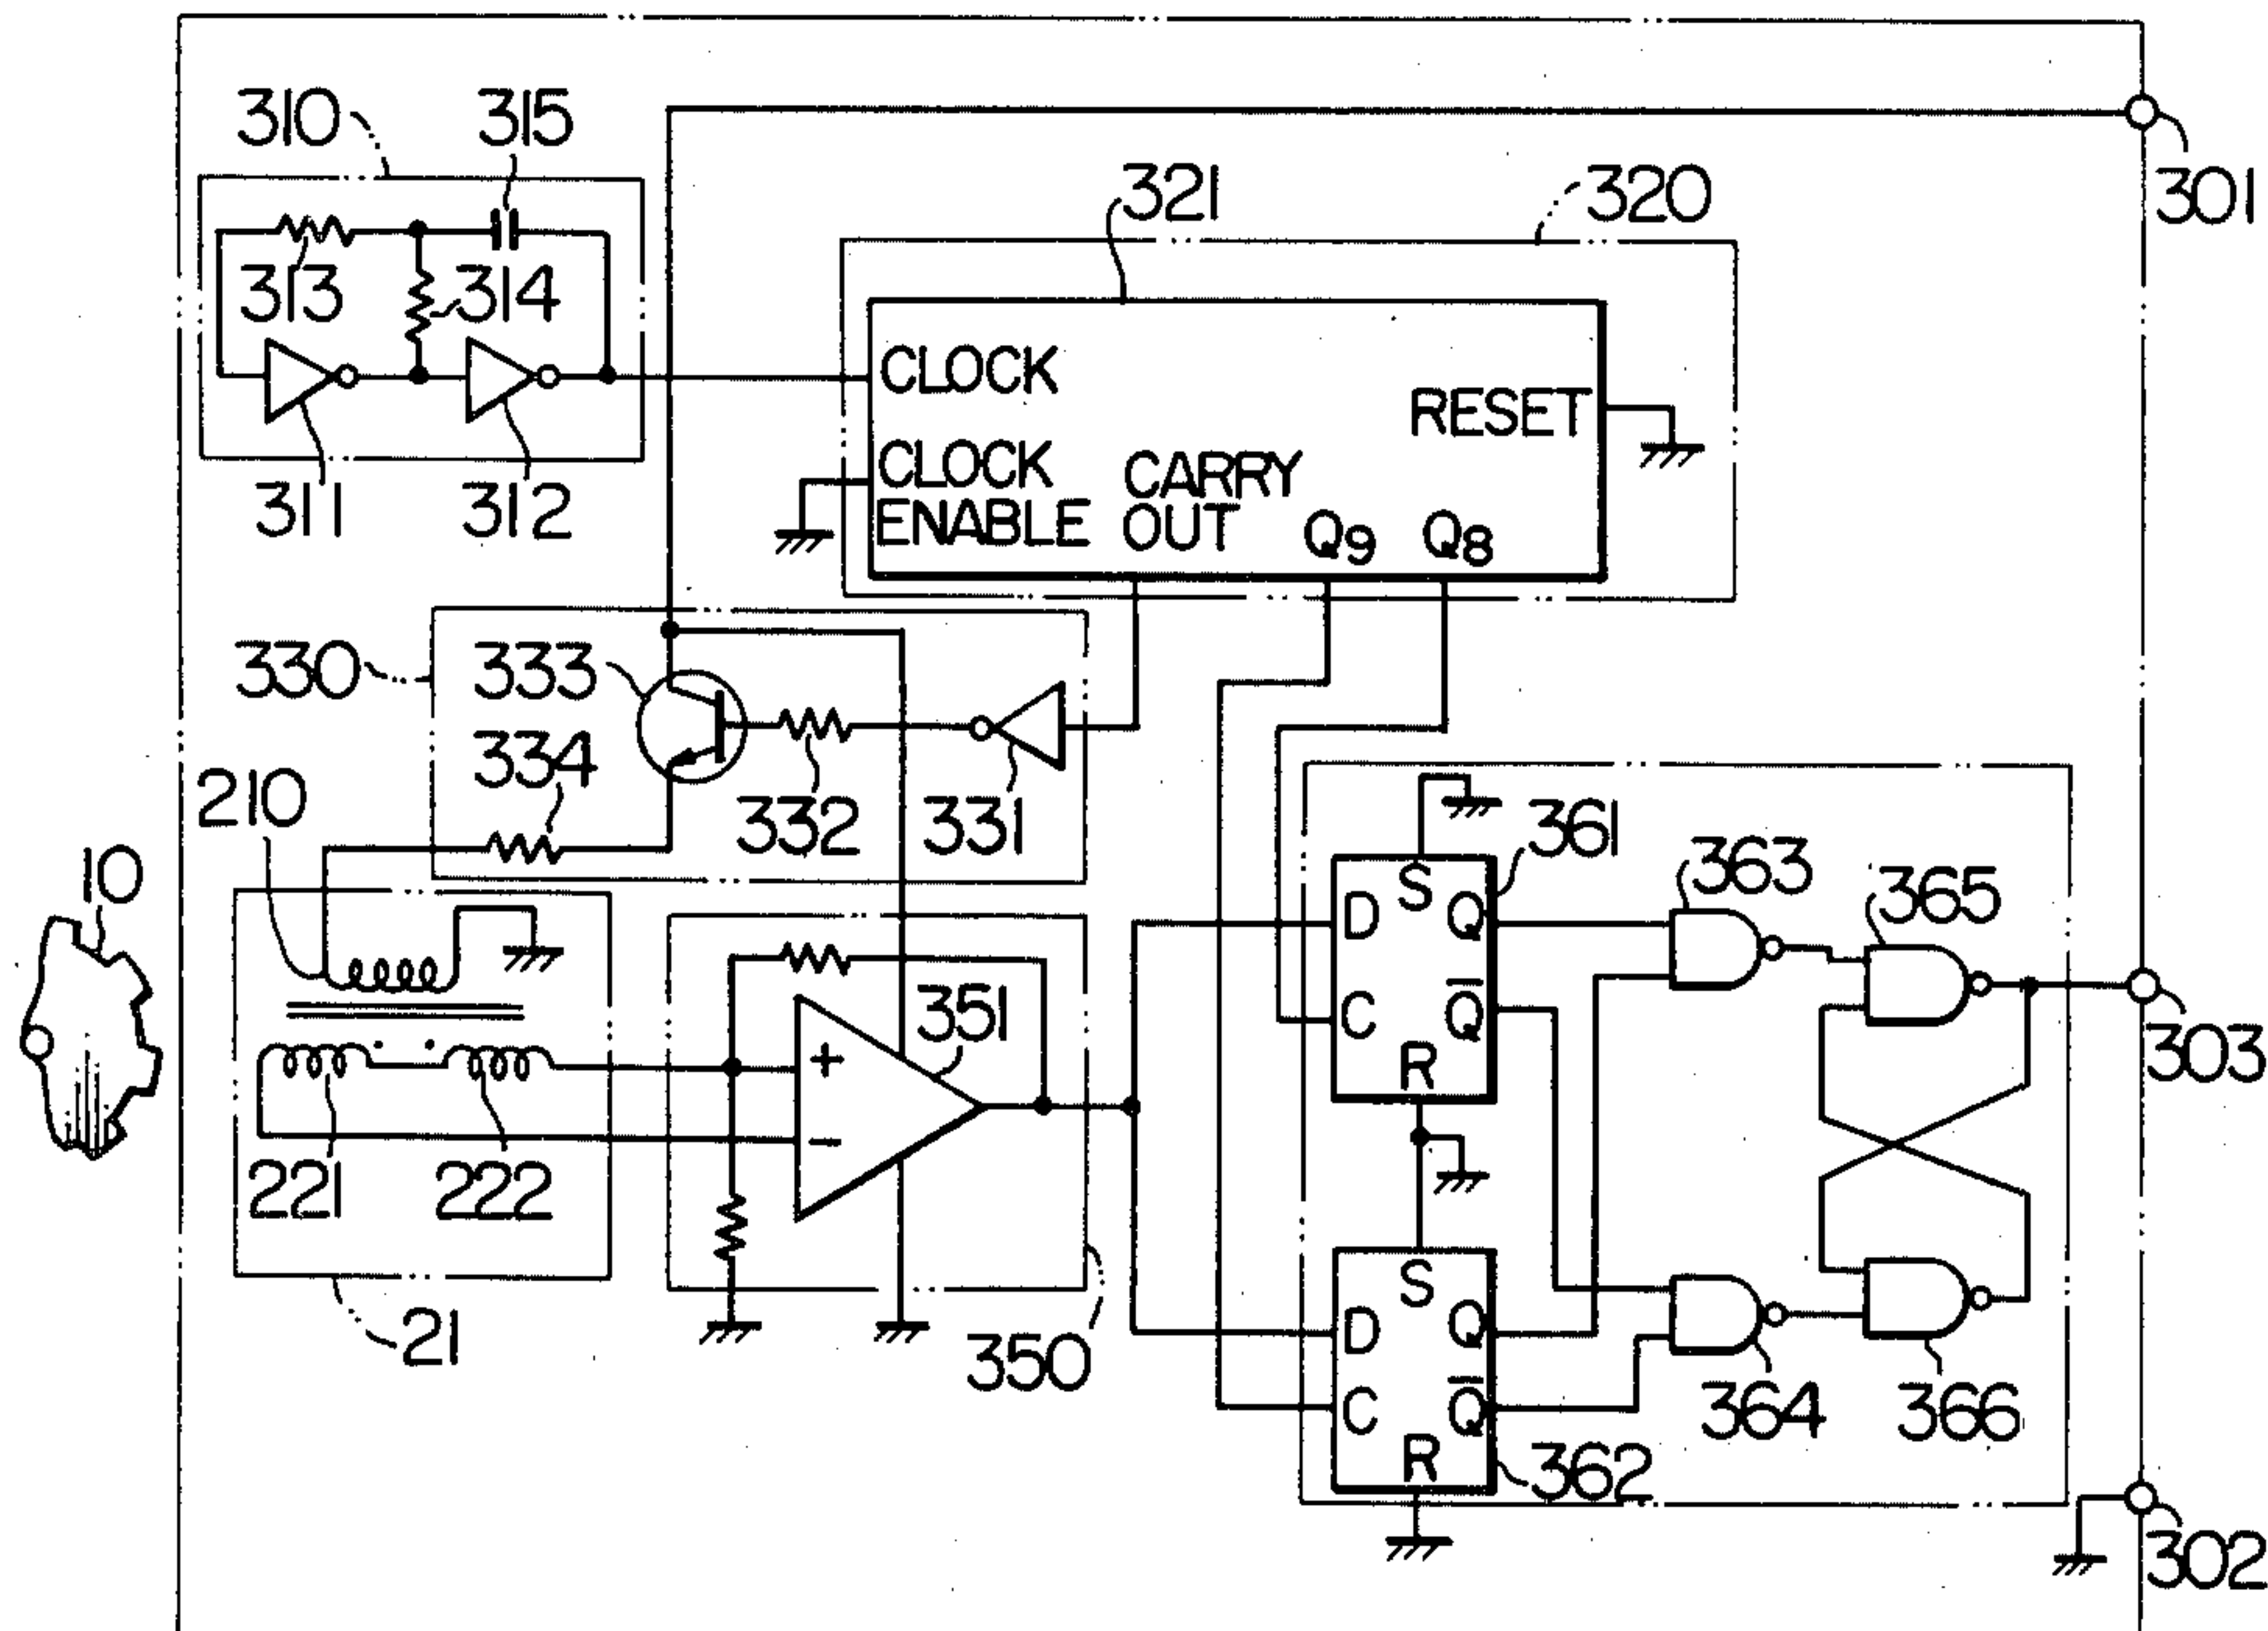 310
315
301
321
320
313
314
CLOCK
RESET
CLOCK
ENABLE
CARRY
OUT
Q9
Q8
311
312
330
333
334
332
331
210
10
361
363
365
S
D
Q
C
Q̅
R
351
+
−
303
221
222
21
350
S
D
Q
C
Q̅
R
362
364
366
302